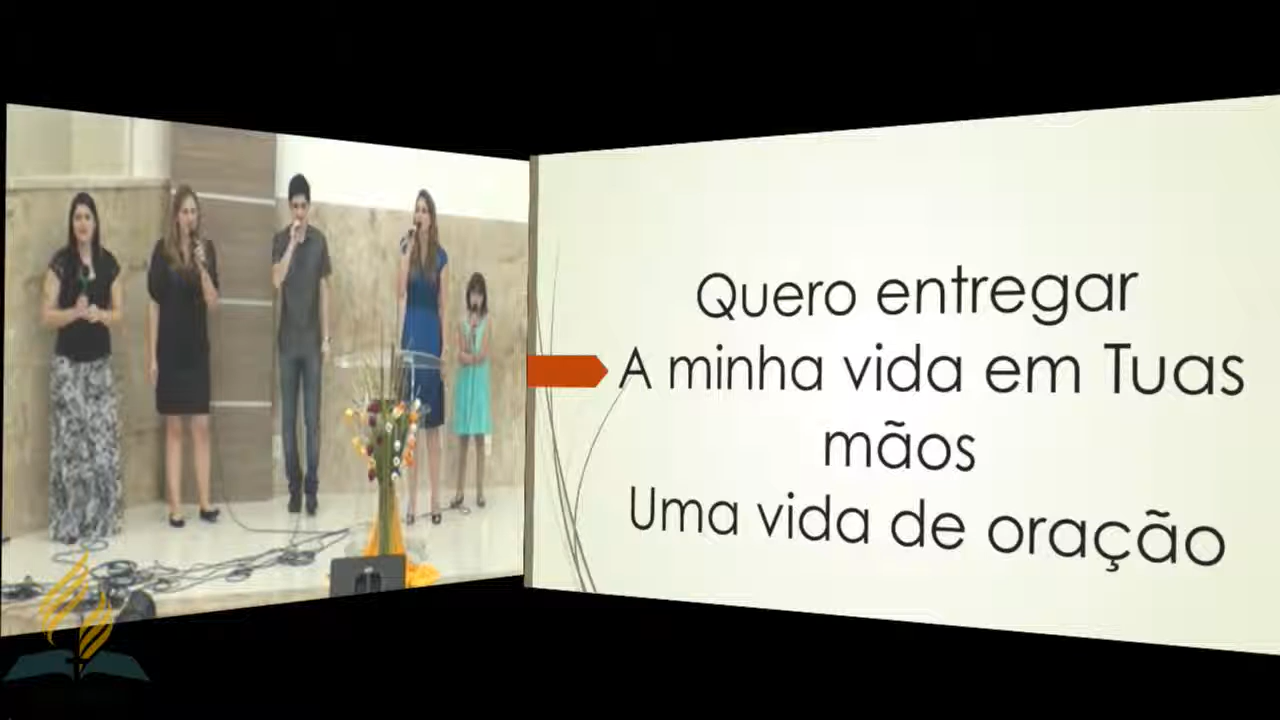 Quero entregar
A minha vida em Tuas
mãos
Uma vida de oração